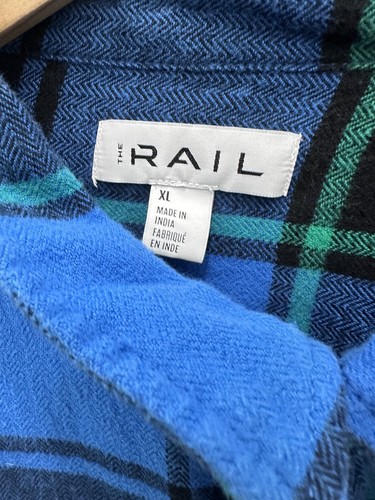 THE RAIL
XL
MADE IN
INDIA
FABRIQUÉ
EN INDE